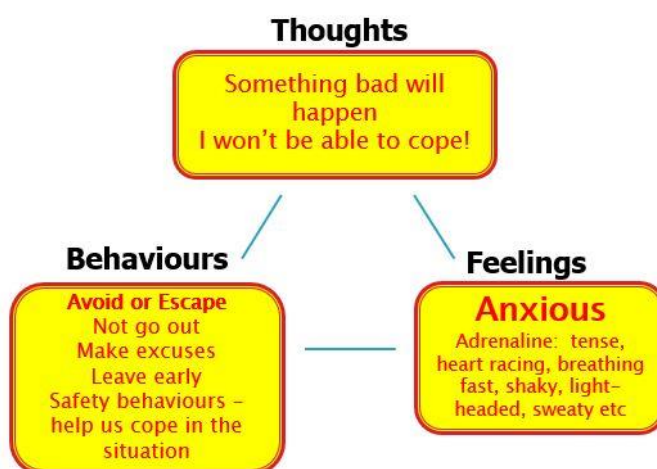 Thoughts
Something bad will
happen
I won't be able to cope!
Behaviours
Avoid or Escape
Not go out
Make excuses
Leave early
Safety behaviours –
help us cope in the
situation
Feelings
Anxious
Adrenaline: tense,
heart racing, breathing
fast, shaky, light-
headed, sweaty etc